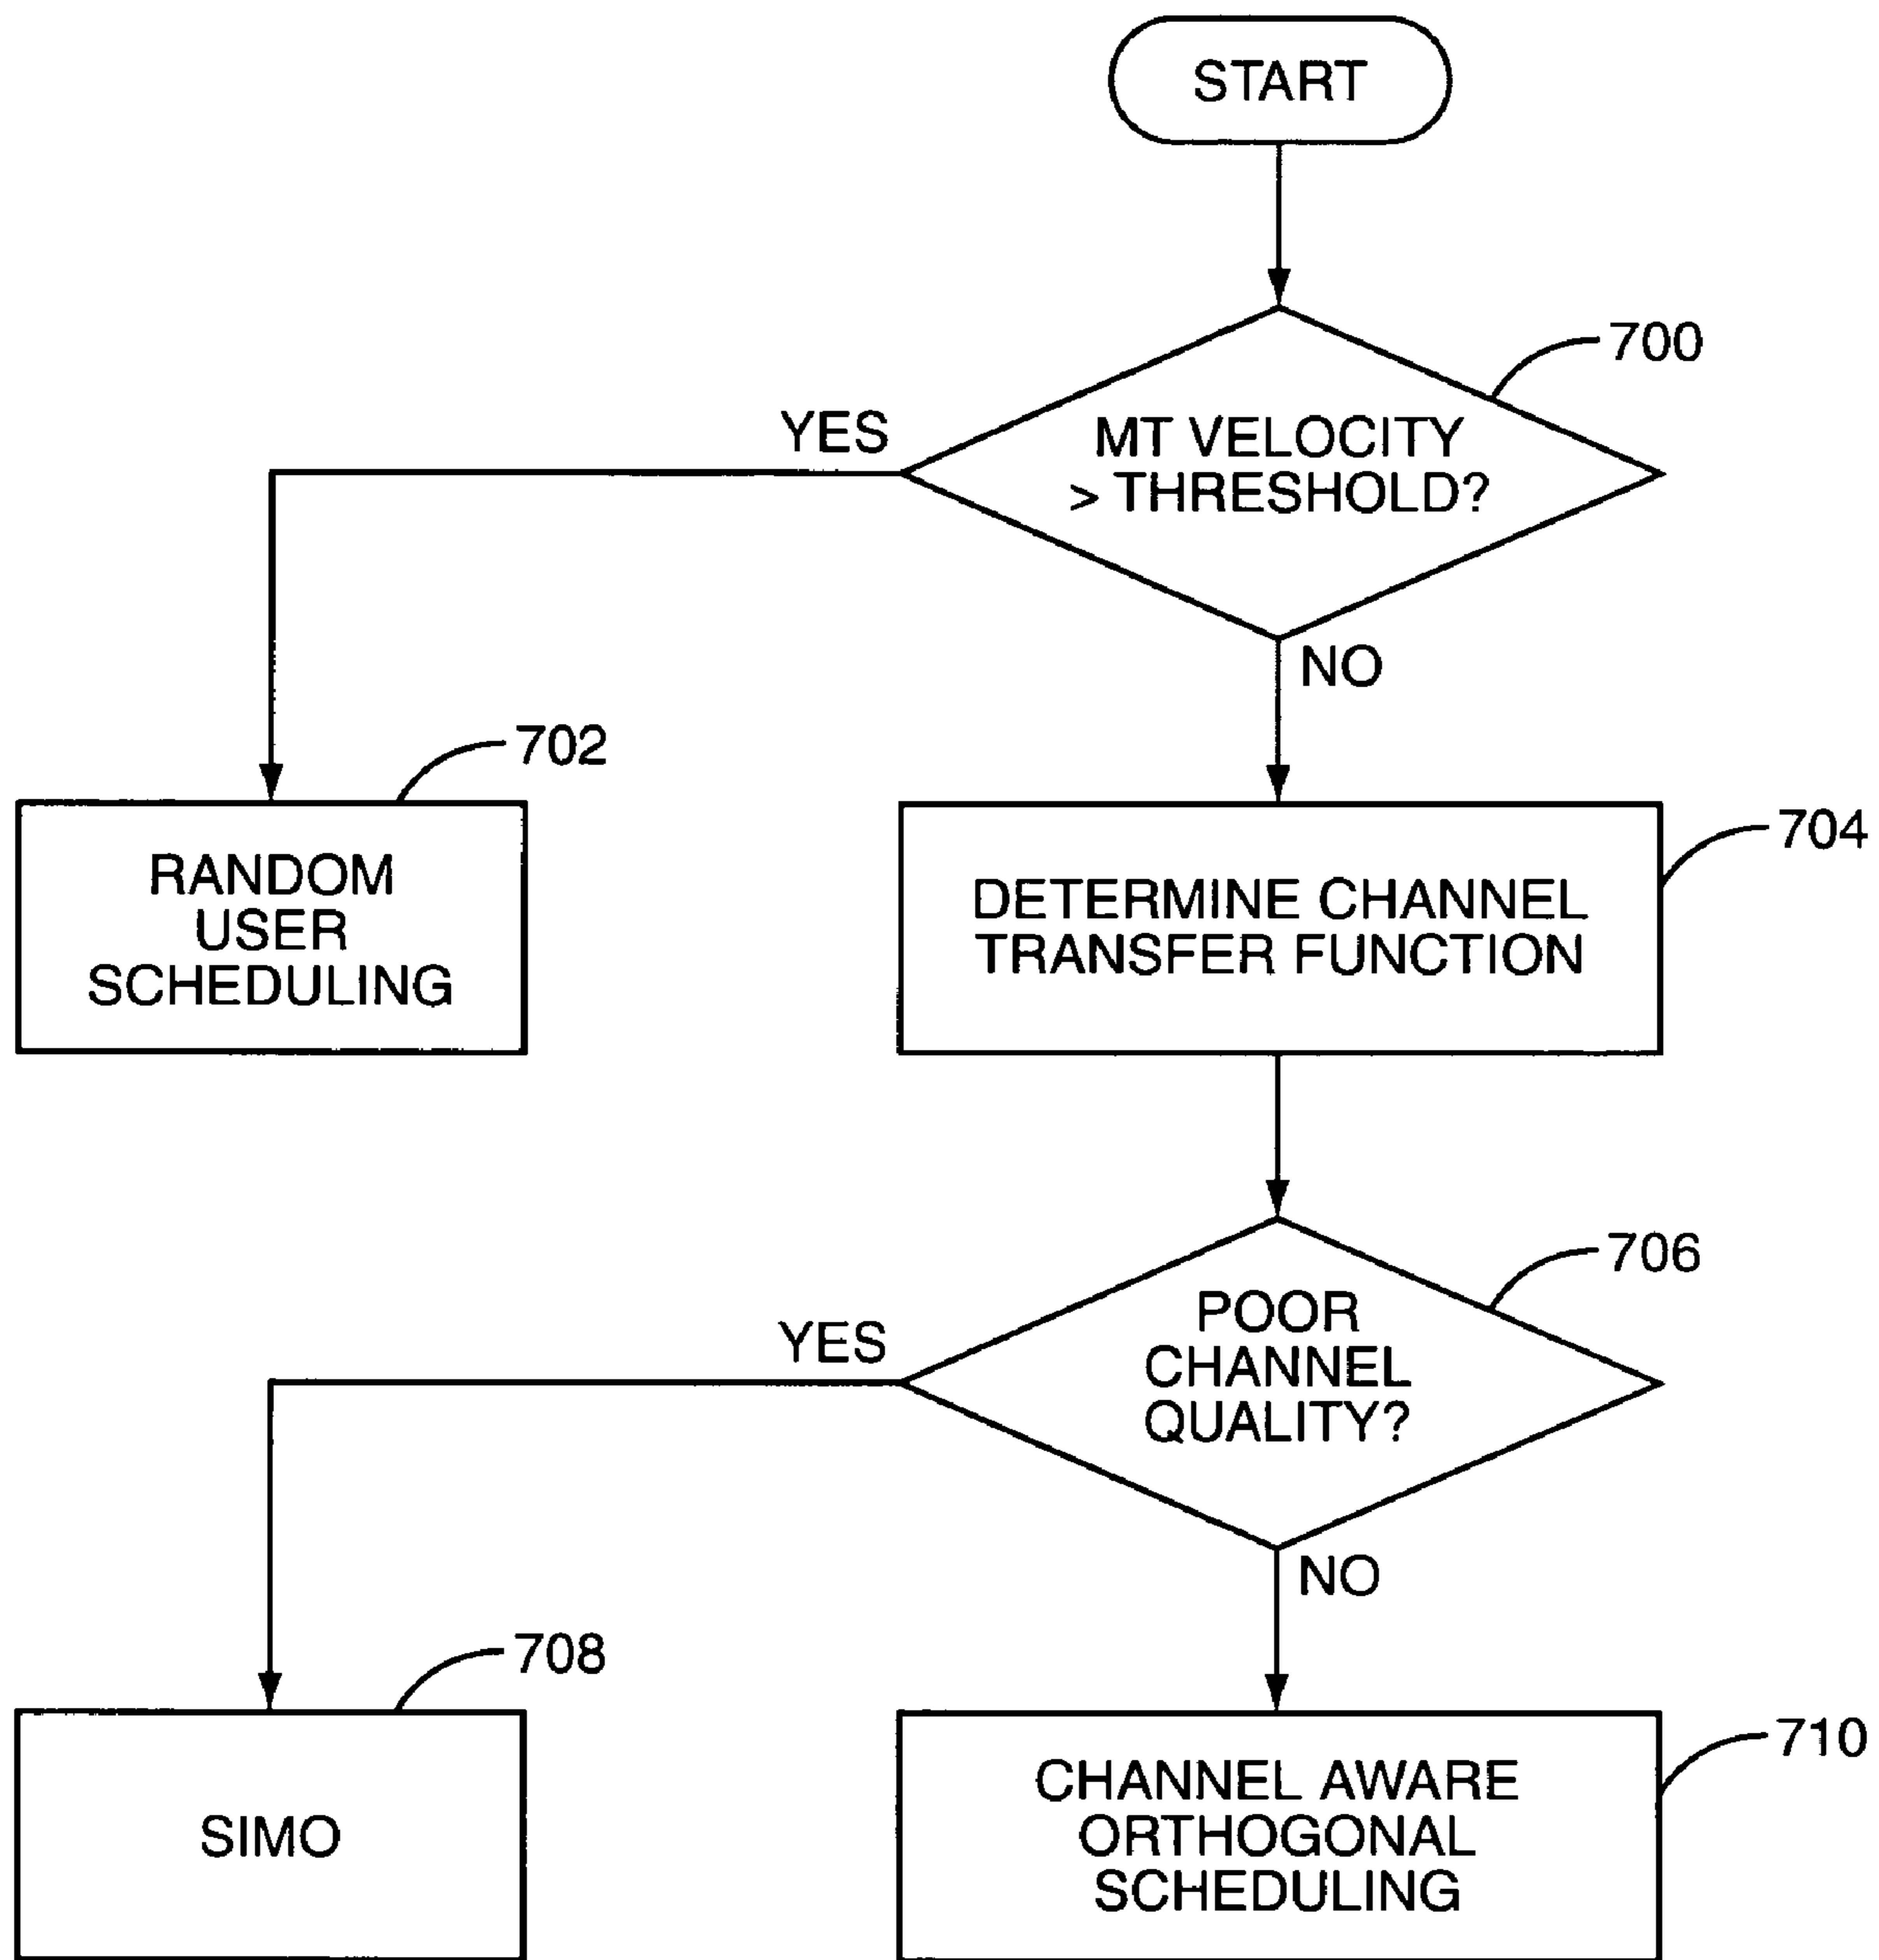 START
700
MT VELOCITY
> THRESHOLD?
YES
NO
702
RANDOM
USER
SCHEDULING
704
DETERMINE CHANNEL
TRANSFER FUNCTION
706
POOR
CHANNEL
QUALITY?
YES
NO
708
SIMO
710
CHANNEL AWARE
ORTHOGONAL
SCHEDULING